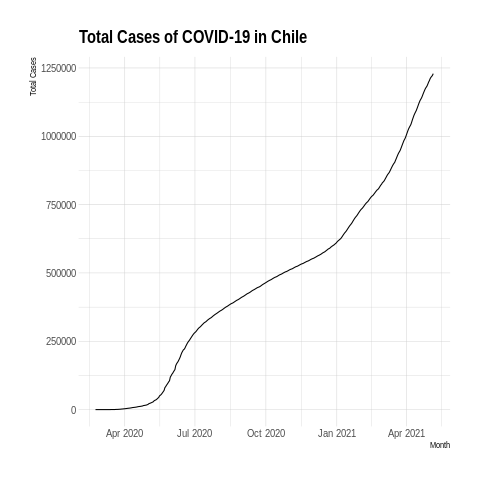 Total Cases of COVID-19 in Chile
Total Cases
1250000
1000000
750000
500000
250000
0
Apr 2020 Jul 2020 Oct 2020 Jan 2021 Apr 2021
Month